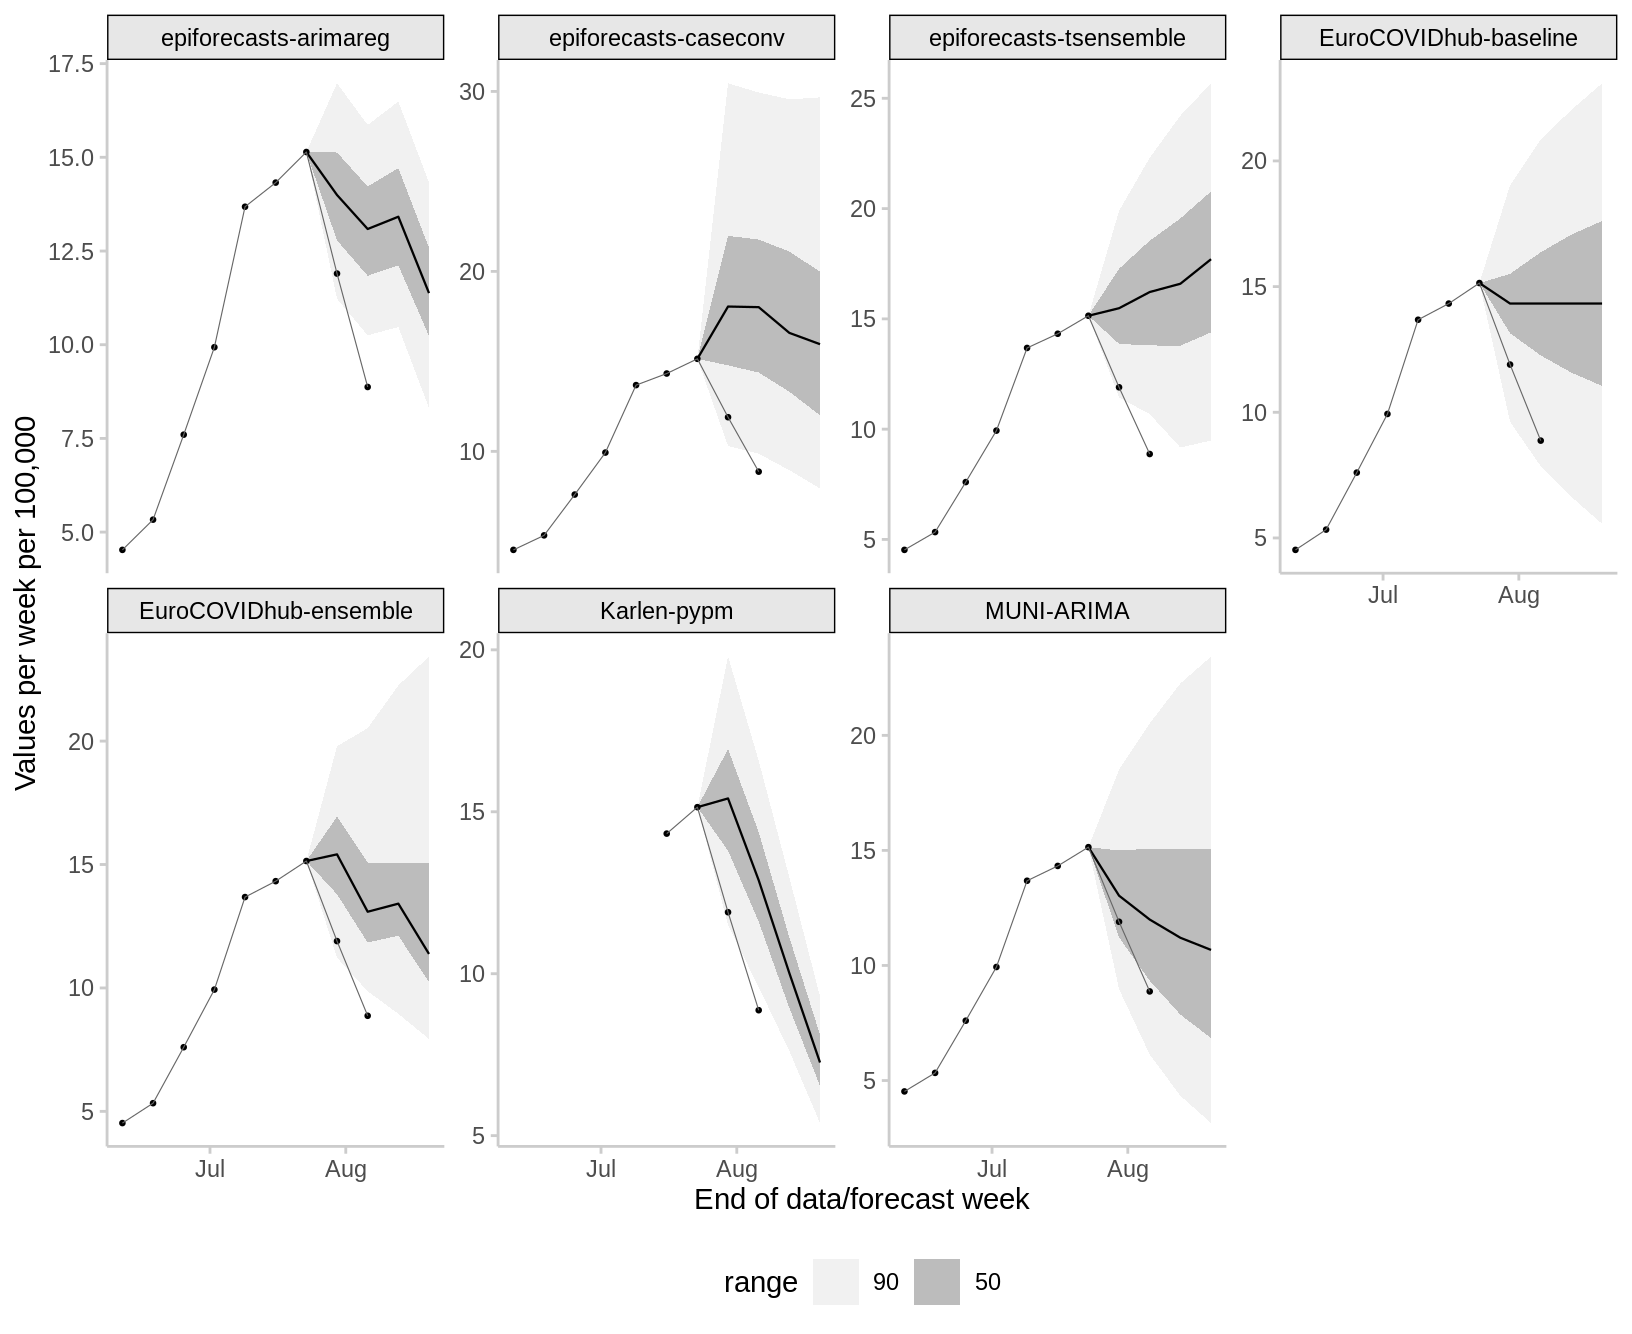 epiforecasts-arimareg
epiforecasts-caseconv
epiforecasts-tsensemble
EuroCOVIDhub-baseline
17.5
15.0
12.5
10.0
7.5
5.0
30
20
10
25
20
15
10
5
20
15
10
5
Jul Aug
Values per week per 100,000
EuroCOVIDhub-ensemble
Karlen-pypm
MUNI-ARIMA
20
15
10
5
20
15
10
5
20
15
10
5
Jul Aug
Jul Aug
Jul Aug
End of data/forecast week
range 90 50